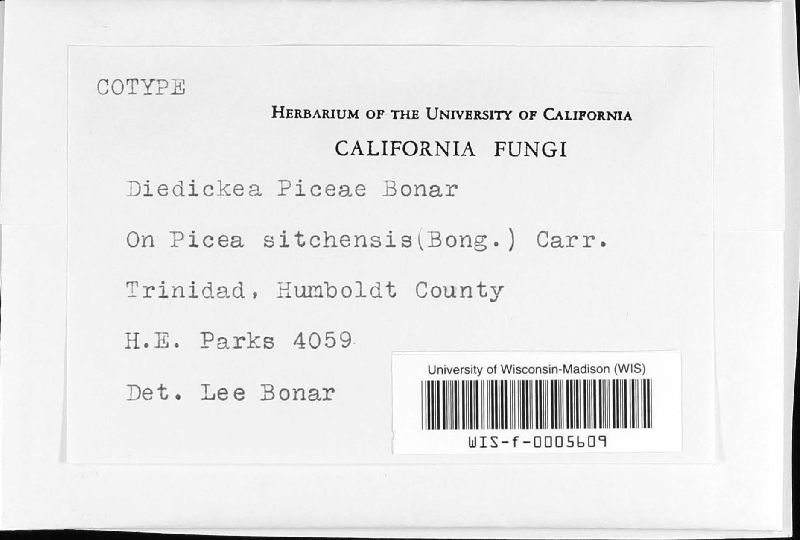 COTYPE
HERBARIUM OF THE UNIVERSITY OF CALIFORNIA
CALIFORNIA FUNGI
Diedickea Piceae Bonar
On Picea sitchensis(Bong.) Carr.
Trinidad, Humboldt County
H.E. Parks 4059
Det. Lee Bonar
University of Wisconsin-Madison (WIS)
WIS-f-0005609